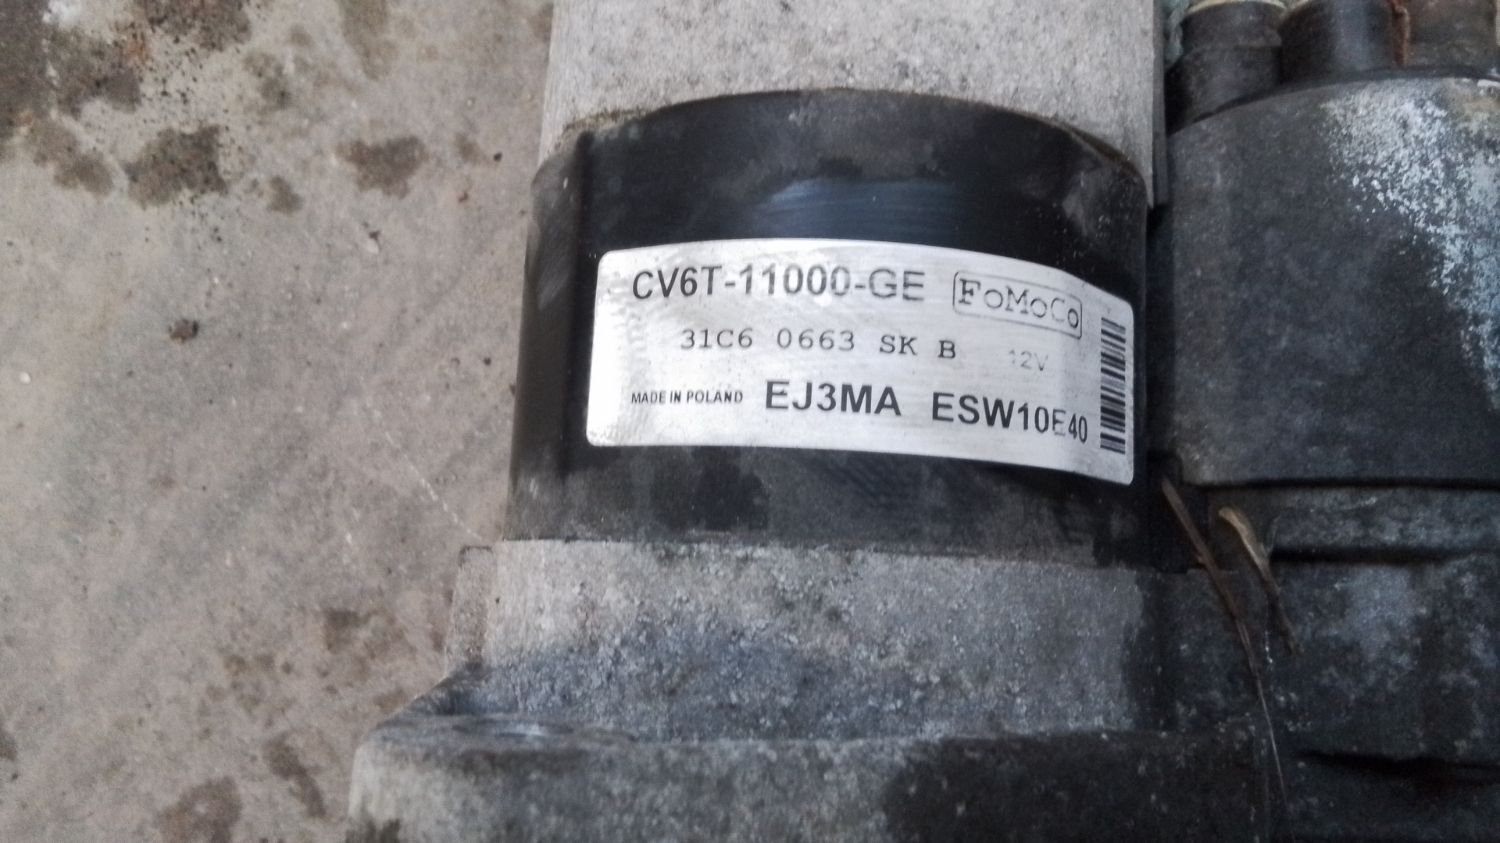 CV6T-11000-GE FoMoCo
31C6 0663 SK B 12V
MADE IN POLAND EJ3MA ESW10E40